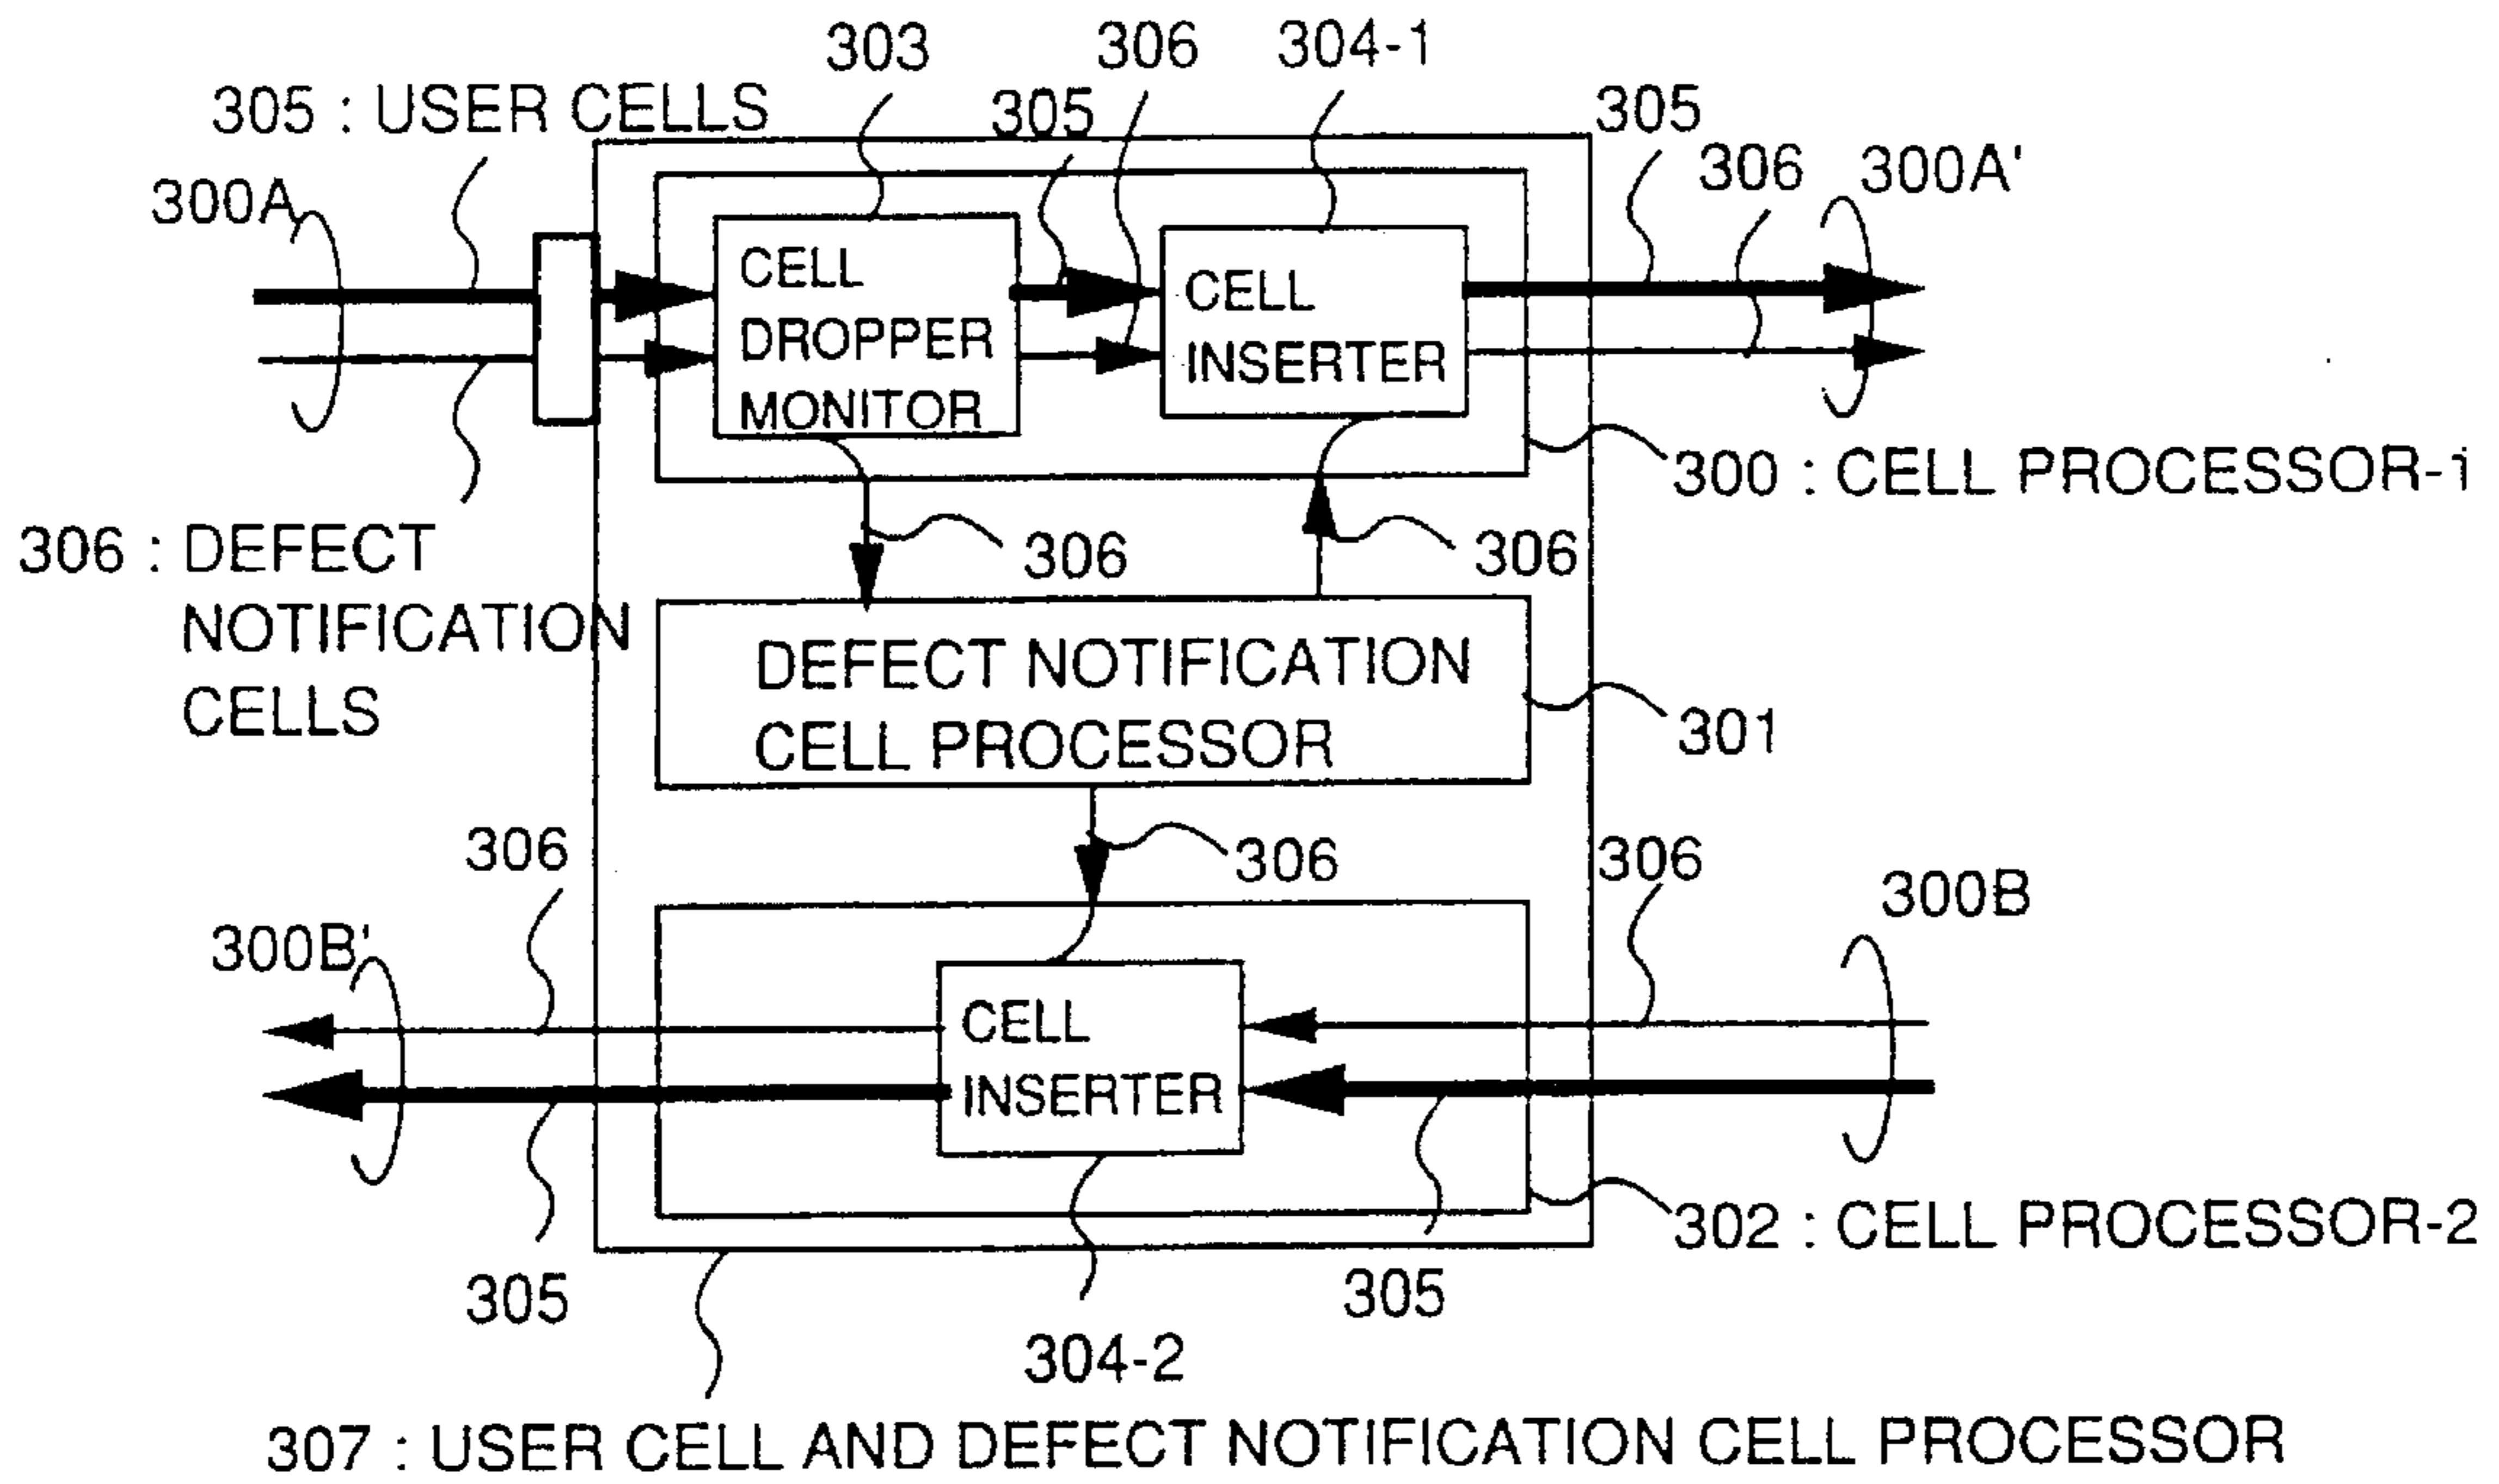 303
306
304-1
305 : USER CELLS
305
305
306
300A'
300A
CELL
DROPPER
MONITOR
CELL
INSERTER
300 : CELL PROCESSOR-1
306 : DEFECT
NOTIFICATION
CELLS
306
306
DEFECT NOTIFICATION
CELL PROCESSOR
301
306
306
306
300B
300B'
CELL
INSERTER
302 : CELL PROCESSOR-2
305
305
304-2
307 : USER CELL AND DEFECT NOTIFICATION CELL PROCESSOR